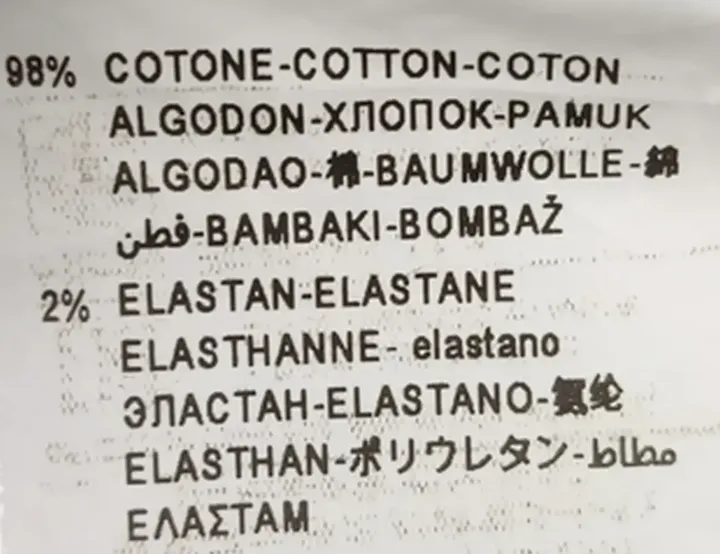 98% COTONE-COTTON-COTON
ALGODON-ХЛОПОК-PAMUK
ALGODAO-棉-BAUMWOLLE-綿
قطن-BAMBAKI-BOMBAŽ
2% ELASTAN-ELASTANE
ELASTHANNE- elastano
ЭЛАСТАН-ELASTANO-氨纶
ELASTHAN-ポリウレタン-مطاط
ΕΛΑΣΤΑΜ